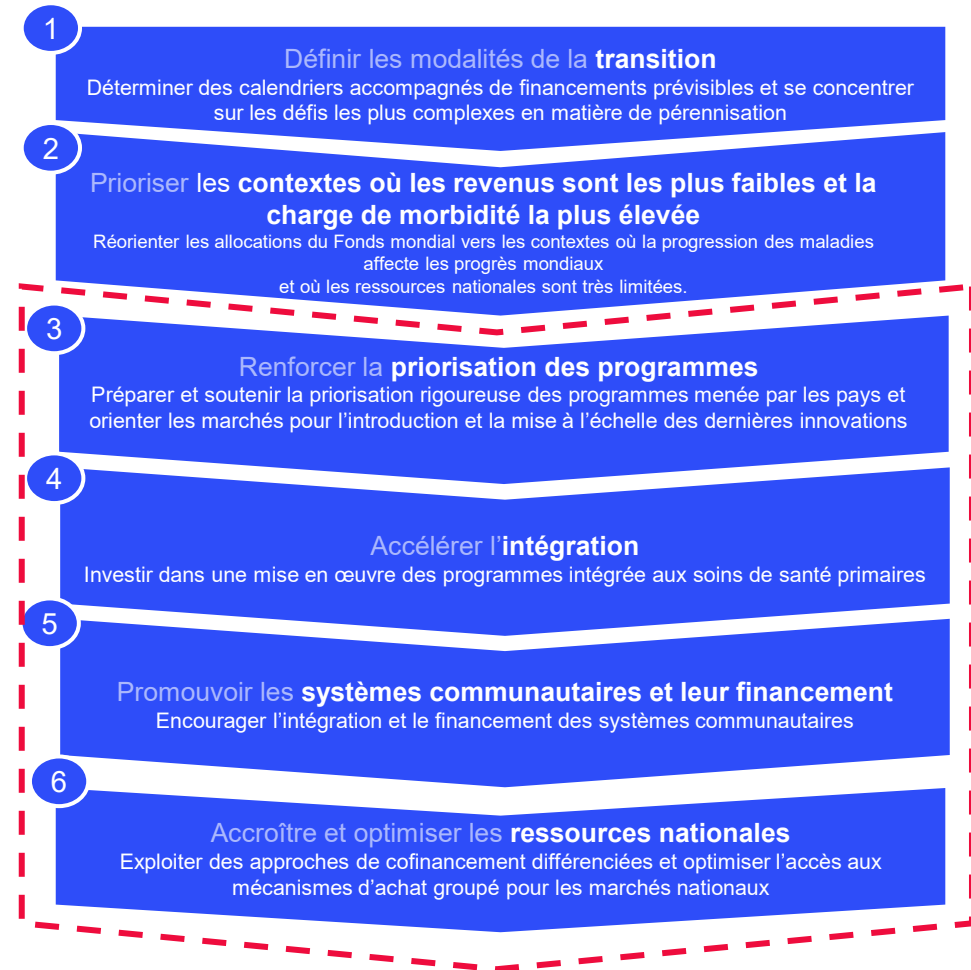 1
Définir les modalités de la transition
Déterminer des calendriers accompagnés de financements prévisibles et se concentrer
sur les défis les plus complexes en matière de pérennisation
2
Prioriser les contextes où les revenus sont les plus faibles et la
charge de morbidité la plus élevée
Réorienter les allocations du Fonds mondial vers les contextes où la progression des maladies
affecte les progrès mondiaux
et où les ressources nationales sont très limitées.
3
Renforcer la priorisation des programmes
Préparer et soutenir la priorisation rigoureuse des programmes menée par les pays et
orienter les marchés pour l’introduction et la mise à l’échelle des dernières innovations
4
Accélérer l’intégration
Investir dans une mise en œuvre des programmes intégrée aux soins de santé primaires
5
Promouvoir les systèmes communautaires et leur financement
Encourager l’intégration et le financement des systèmes communautaires
6
Accroître et optimiser les ressources nationales
Exploiter des approches de cofinancement différenciées et optimiser l’accès aux
mécanismes d’achat groupé pour les marchés nationaux